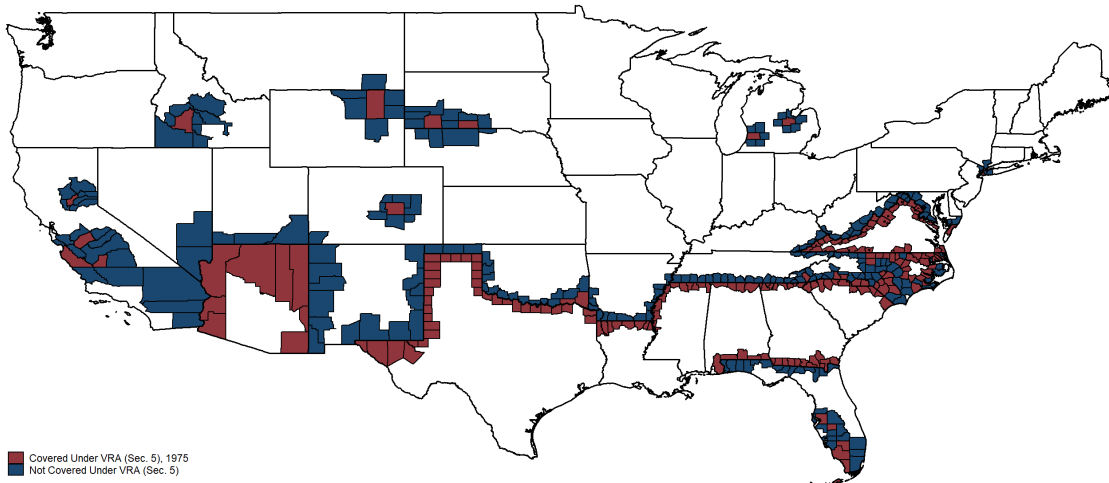 Covered Under VRA (Sec. 5), 1975
Not Covered Under VRA (Sec. 5)